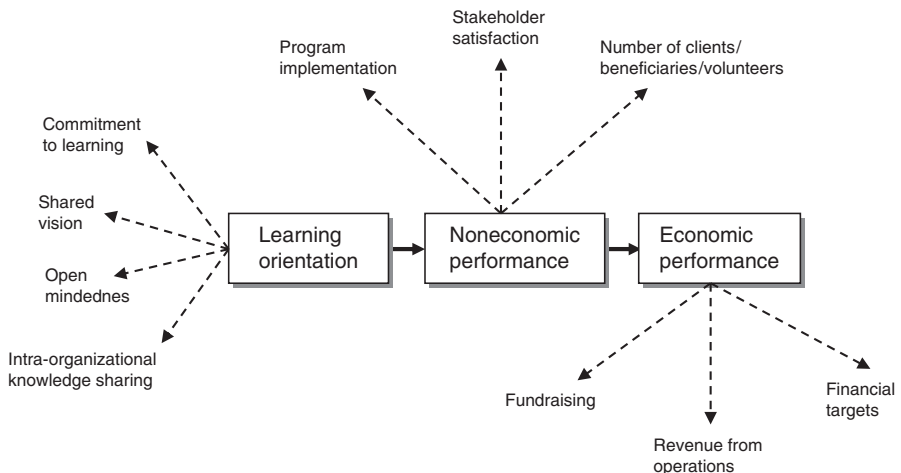 Stakeholder
satisfaction
Program
implementation
Number of clients/
beneficiaries/volunteers
Commitment
to learning
Shared
vision
Open
mindednes
Intra-organizational
knowledge sharing
Learning
orientation
Noneconomic
performance
Economic
performance
Fundraising
Revenue from
operations
Financial
targets